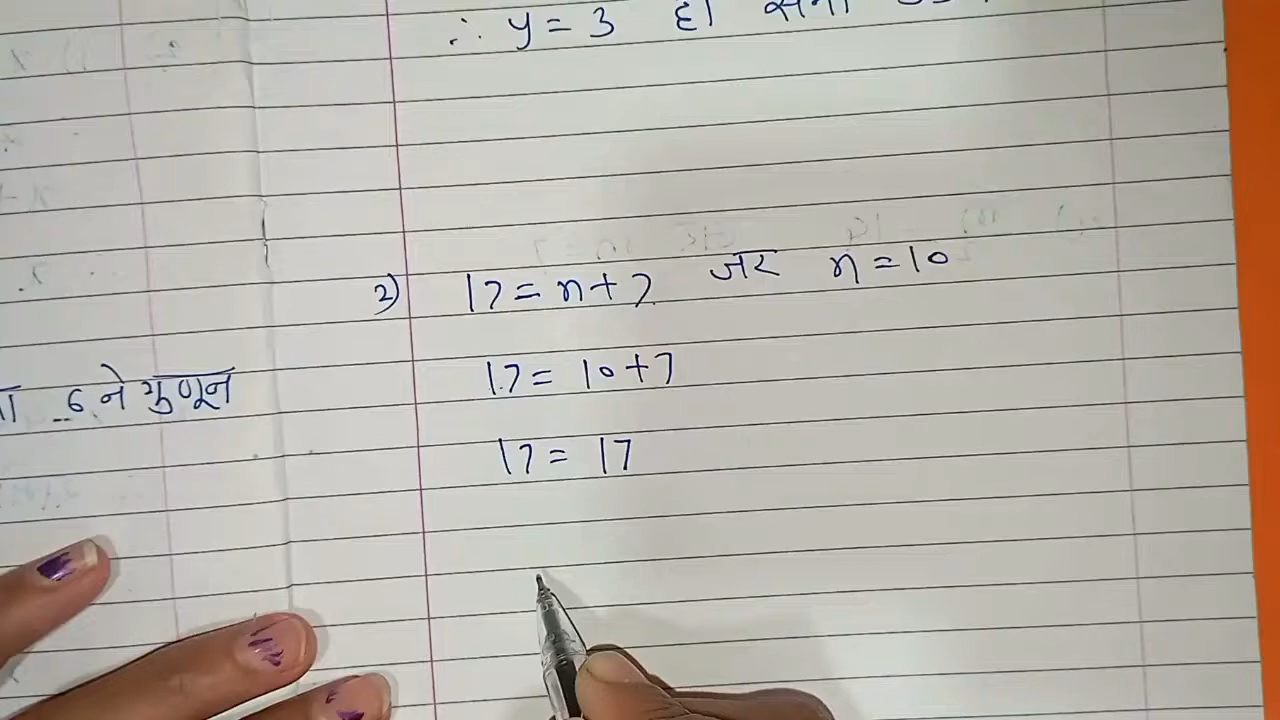 ∴ y = 3 ही
2) 17 = n + 7 जर n = 10
17 = 10 + 7
17 = 17
6 ने गुणून